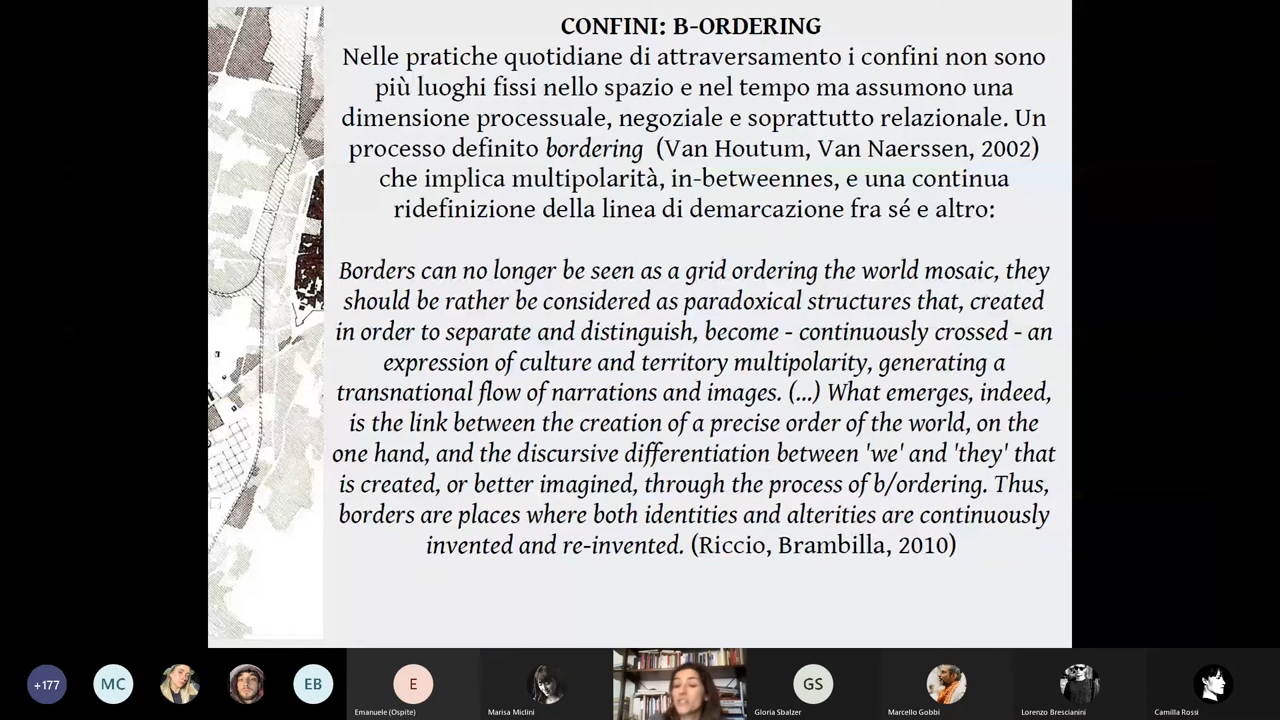 CONFINI: B-ORDERING
Nelle pratiche quotidiane di attraversamento i confini non sono
più luoghi fissi nello spazio e nel tempo ma assumono una
dimensione processuale, negoziale e soprattutto relazionale. Un
processo definito bordering (Van Houtum, Van Naerssen, 2002)
che implica multipolarità, in-betweennes, e una continua
ridefinizione della linea di demarcazione fra sé e altro:
Borders can no longer be seen as a grid ordering the world mosaic, they
should be rather be considered as paradoxical structures that, created
in order to separate and distinguish, become - continuously crossed - an
expression of culture and territory multipolarity, generating a
transnational flow of narrations and images. (...) What emerges, indeed,
is the link between the creation of a precise order of the world, on the
one hand, and the discursive differentiation between 'we' and 'they' that
is created, or better imagined, through the process of b/ordering. Thus,
borders are places where both identities and alterities are continuously
invented and re-invented. (Riccio, Brambilla, 2010)
+177
MC
EB
E
GS
Emanuele (Ospite)
Marisa Miclini
Gloria Sbalzer
Marcello Gobbi
Lorenzo Brescianini
Camilla Rossi